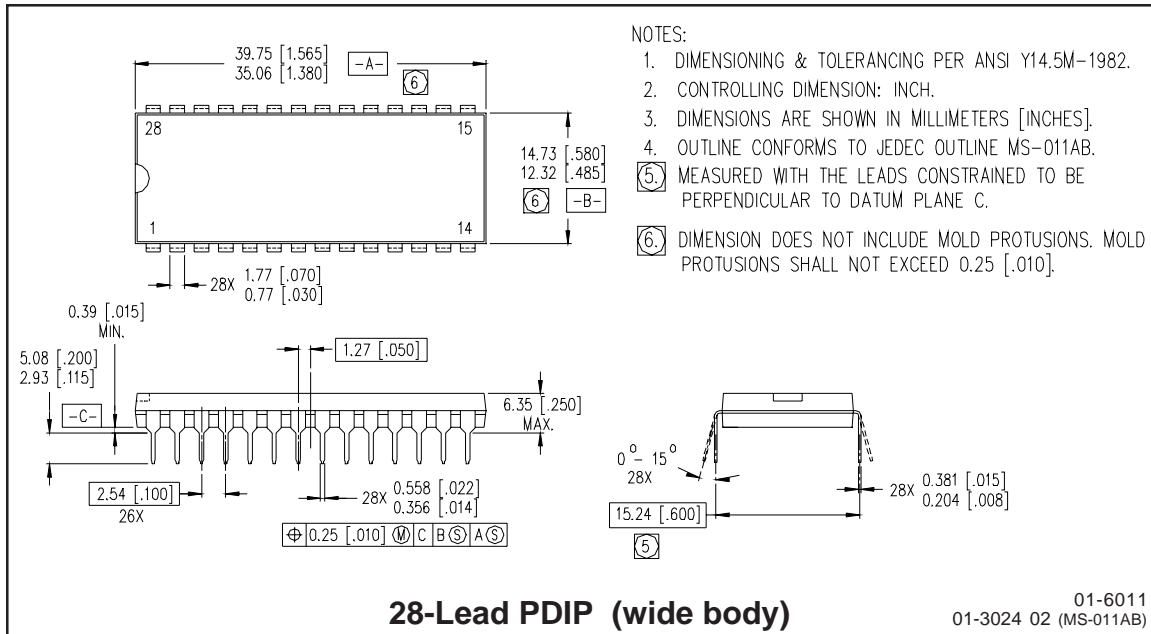 39.75 [1.565]
35.06 [1.380]
-A-
6
28
15
1
14
14.73 [.580]
12.32 [.485]
6
-B-
28X
1.77 [.070]
0.77 [.030]
NOTES:
1. DIMENSIONING & TOLERANCING PER ANSI Y14.5M-1982.
2. CONTROLLING DIMENSION: INCH.
3. DIMENSIONS ARE SHOWN IN MILLIMETERS [INCHES].
4. OUTLINE CONFORMS TO JEDEC OUTLINE MS-011AB.
5. MEASURED WITH THE LEADS CONSTRAINED TO BE
PERPENDICULAR TO DATUM PLANE C.
6. DIMENSION DOES NOT INCLUDE MOLD PROTUSIONS. MOLD
PROTUSIONS SHALL NOT EXCEED 0.25 [.010].
0.39 [.015]
MIN.
5.08 [.200]
2.93 [.115]
-C-
1.27 [.050]
6.35 [.250]
MAX.
2.54 [.100]
26X
28X
0.558 [.022]
0.356 [.014]
⌖ 0.25 [.010] Ⓜ C B Ⓢ A Ⓢ
0° - 15°
28X
28X
0.381 [.015]
0.204 [.008]
15.24 [.600]
5
28-Lead PDIP (wide body)
01-6011
01-3024 02 (MS-011AB)